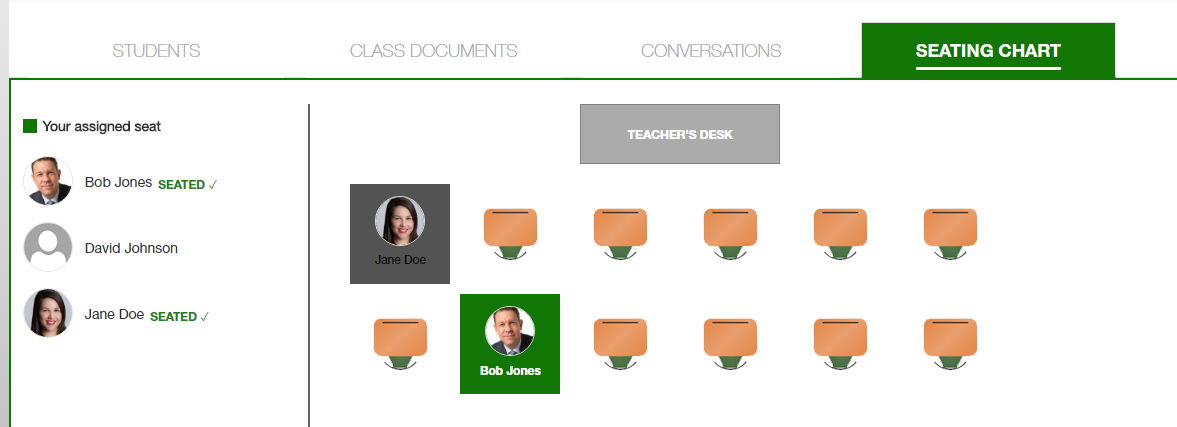 STUDENTS
CLASS DOCUMENTS
CONVERSATIONS
SEATING CHART
Your assigned seat
Bob Jones SEATED ✓
David Johnson
Jane Doe SEATED ✓
TEACHER'S DESK
Jane Doe
Bob Jones